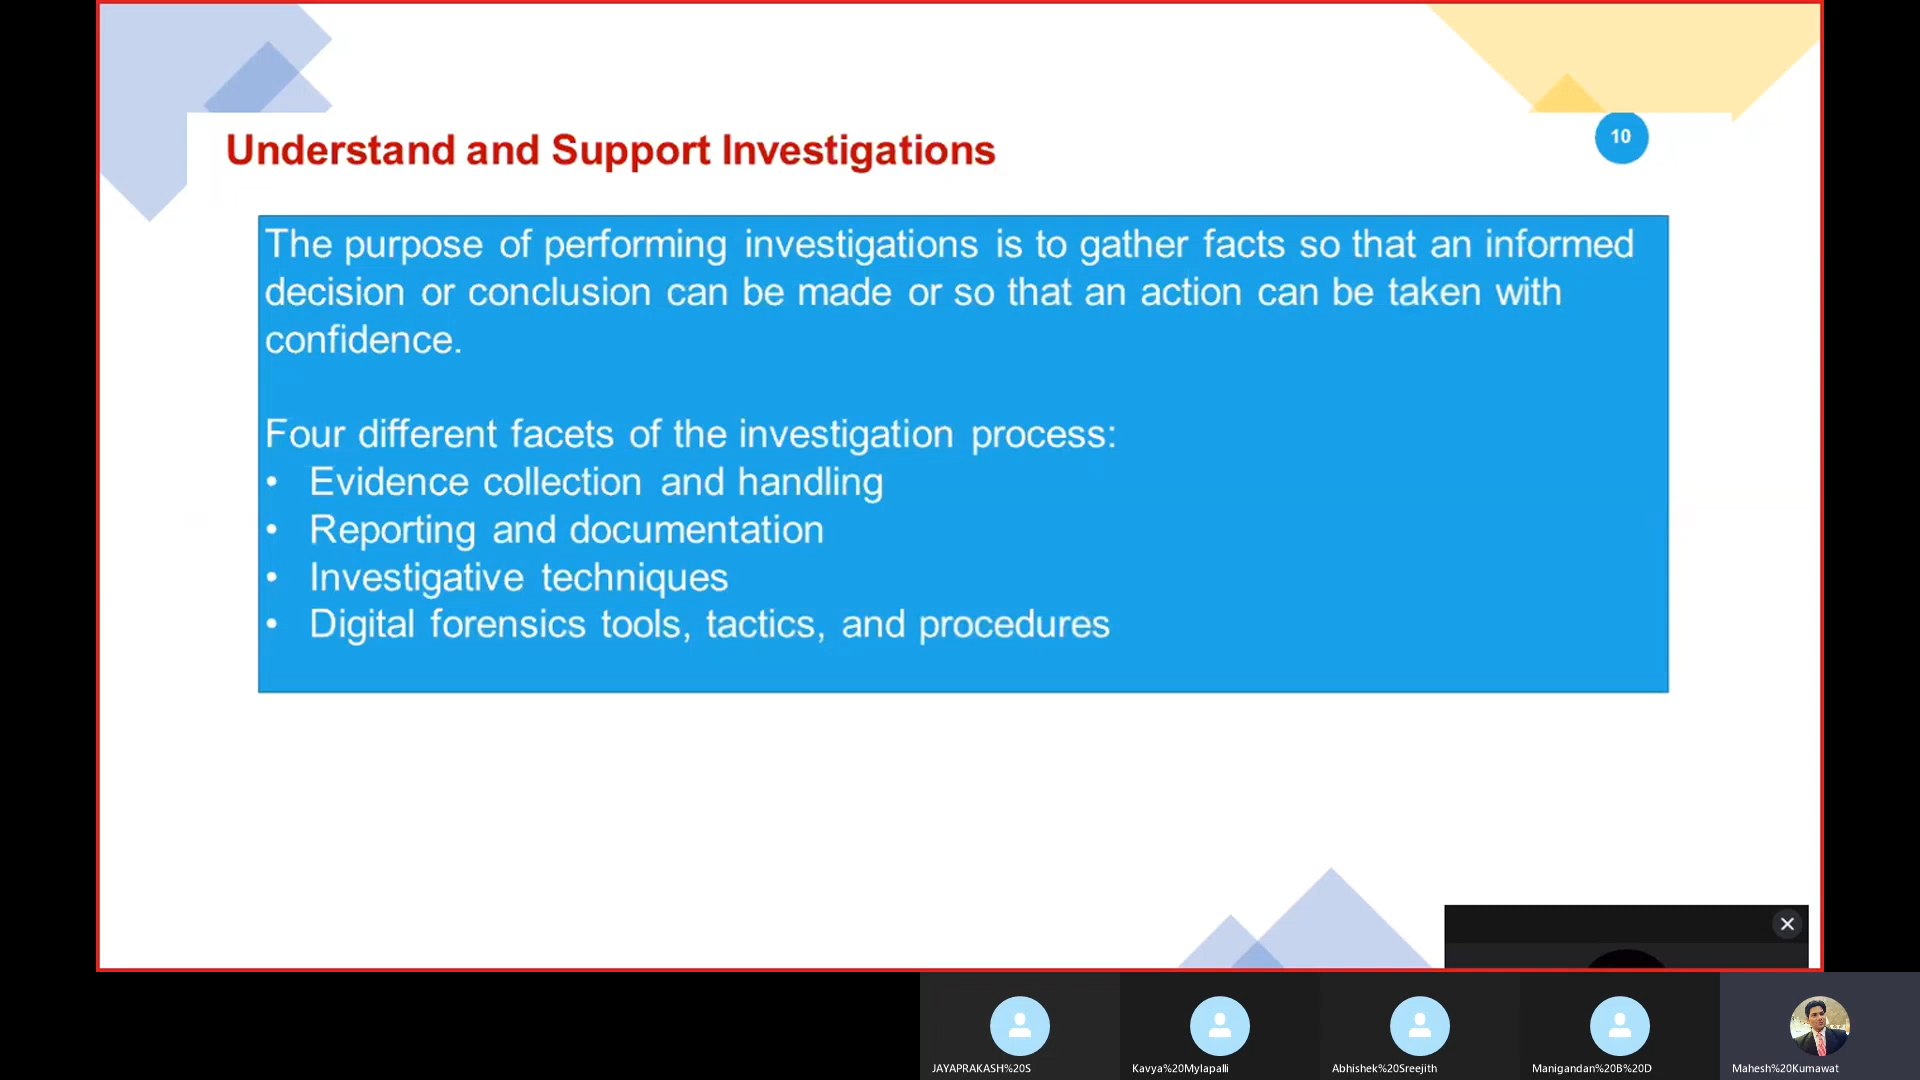 Understand and Support Investigations
10
The purpose of performing investigations is to gather facts so that an informed
decision or conclusion can be made or so that an action can be taken with
confidence.
Four different facets of the investigation process:
• Evidence collection and handling
• Reporting and documentation
• Investigative techniques
• Digital forensics tools, tactics, and procedures
JAYAPRAKASH%20S
Kavya%20Mylapalli
Abhishek%20Sreejith
Manigandan%20B%20D
Mahesh%20Kumawat